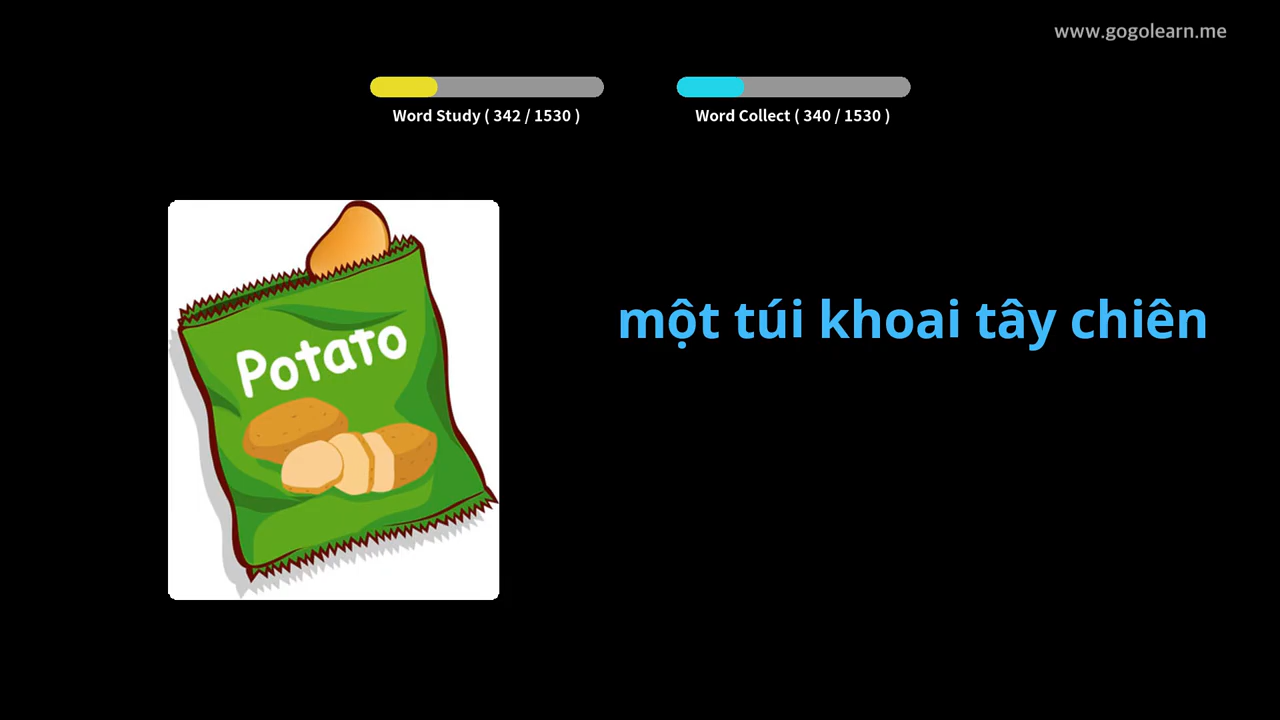 www.gogolearn.me
Word Study ( 342 / 1530 )
Word Collect ( 340 / 1530 )
Potato
một túi khoai tây chiên